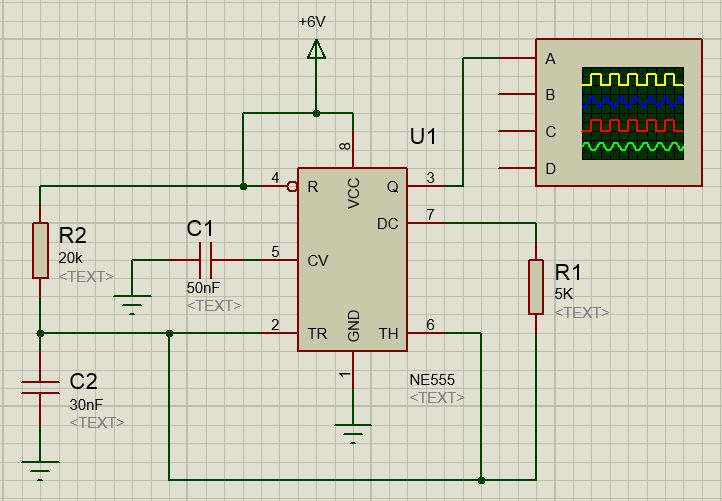 +6V
A
B
C
D
U1
8
VCC
4 R Q 3
DC 7
R2
20k
<TEXT>
C1
50nF
<TEXT>
5 CV
R1
5K
<TEXT>
2 TR TH 6
GND
1
NE555
<TEXT>
C2
30nF
<TEXT>